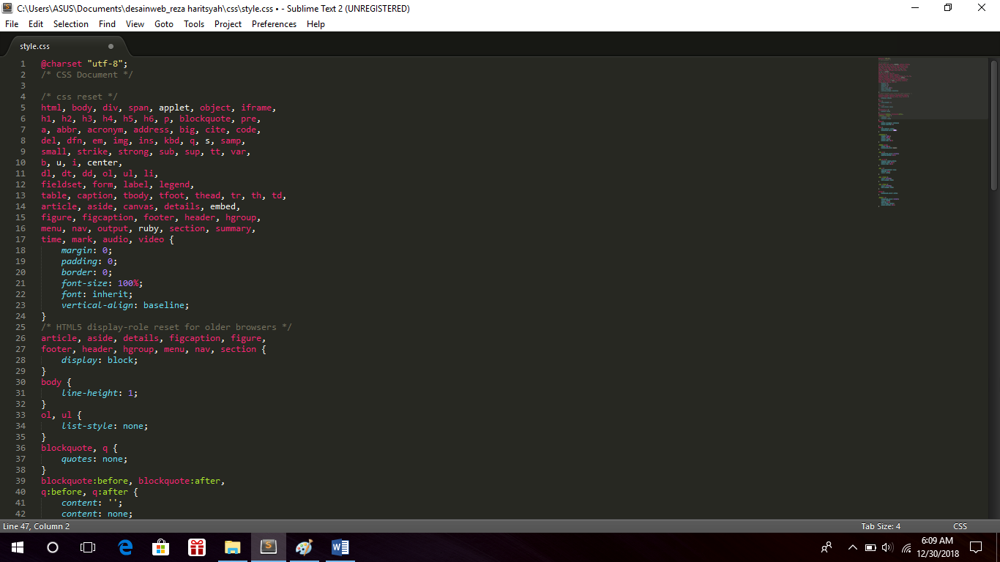 C:\Users\ASUS\Documents\desainweb_reza haritsyah\css\style.css • - Sublime Text 2 (UNREGISTERED)
File Edit Selection Find View Goto Tools Project Preferences Help
style.css
1 @charset "utf-8";
2 /* CSS Document */
3
4 /* css reset */
5 html, body, div, span, applet, object, iframe,
6 h1, h2, h3, h4, h5, h6, p, blockquote, pre,
7 a, abbr, acronym, address, big, cite, code,
8 del, dfn, em, img, ins, kbd, q, s, samp,
9 small, strike, strong, sub, sup, tt, var,
10 b, u, i, center,
11 dl, dt, dd, ol, ul, li,
12 fieldset, form, label, legend,
13 table, caption, tbody, tfoot, thead, tr, th, td,
14 article, aside, canvas, details, embed,
15 figure, figcaption, footer, header, hgroup,
16 menu, nav, output, ruby, section, summary,
17 time, mark, audio, video {
18 margin: 0;
19 padding: 0;
20 border: 0;
21 font-size: 100%;
22 font: inherit;
23 vertical-align: baseline;
24 }
25 /* HTML5 display-role reset for older browsers */
26 article, aside, details, figcaption, figure,
27 footer, header, hgroup, menu, nav, section {
28 display: block;
29 }
30 body {
31 line-height: 1;
32 }
33 ol, ul {
34 list-style: none;
35 }
36 blockquote, q {
37 quotes: none;
38 }
39 blockquote:before, blockquote:after,
40 q:before, q:after {
41 content: '';
42 content: none;
Line 47, Column 2 Tab Size: 4 CSS
6:09 AM
12/30/2018